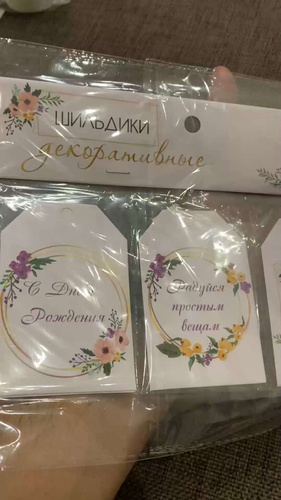 ШИЛЬДИКИ
декоративные
С Днём
Рождения
Радуйся
простым
вещам